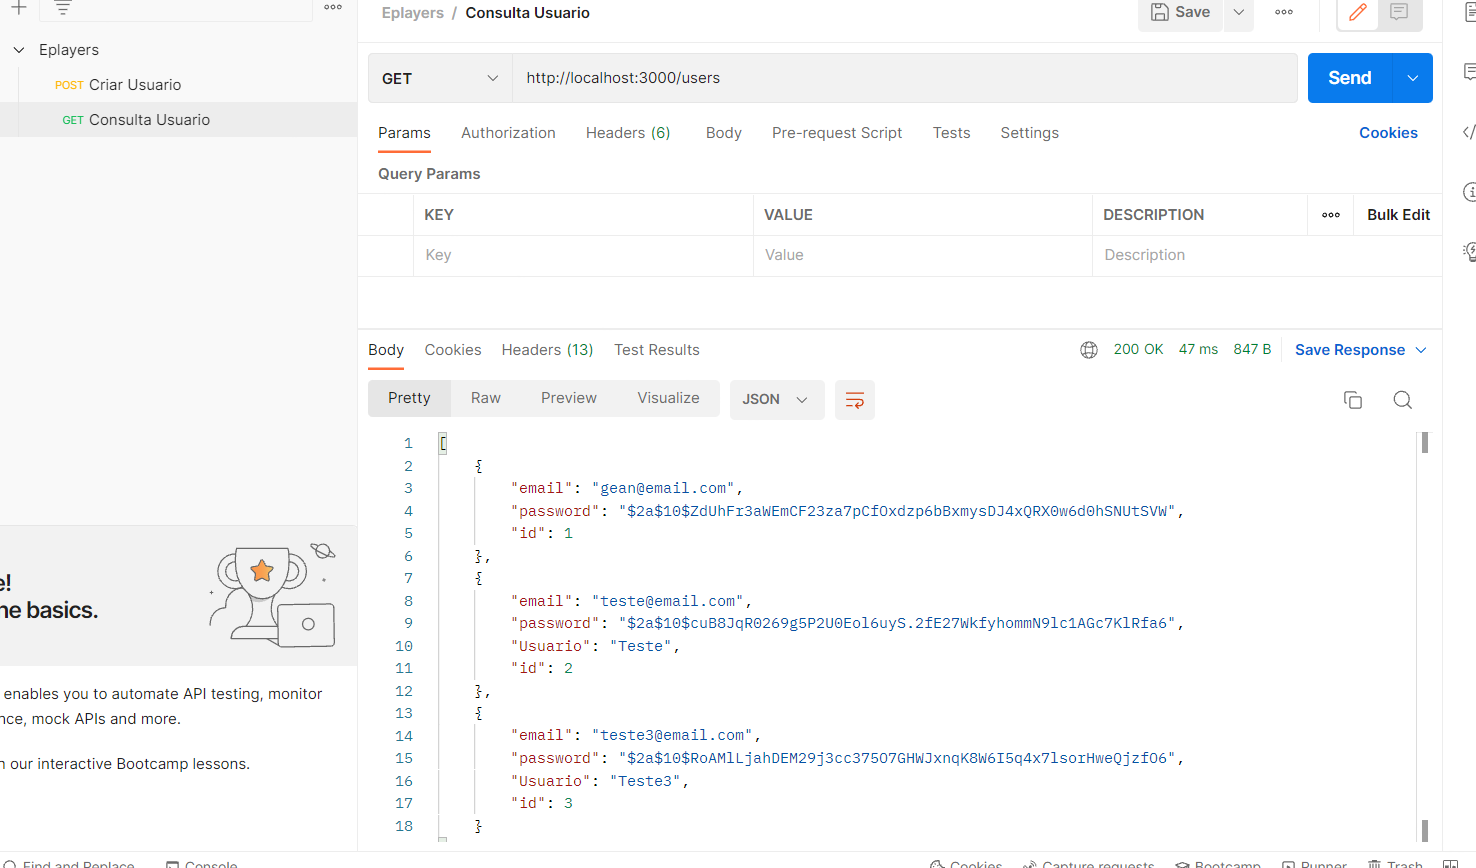 Eplayers
POST Criar Usuario
GET Consulta Usuario
e!
ne basics.
enables you to automate API testing, monitor
nce, mock APIs and more.
n our interactive Bootcamp lessons.
Eplayers / Consulta Usuario
Save
GET http://localhost:3000/users Send
Params Authorization Headers (6) Body Pre-request Script Tests Settings Cookies
Query Params
KEY VALUE DESCRIPTION Bulk Edit
Key Value Description
Body Cookies Headers (13) Test Results 200 OK 47 ms 847 B Save Response
Pretty Raw Preview Visualize JSON
1 [
2 {
3 "email": "gean@email.com",
4 "password": "$2a$10$ZdUhFr3aWEmCF23za7pCfOxdzp6bBxmysDJ4xQRX0w6d0hSNUtSVW",
5 "id": 1
6 },
7 {
8 "email": "teste@email.com",
9 "password": "$2a$10$cuB8JqR0269g5P2U0Eol6uyS.2fE27WkfyhommN9lc1AGc7KlRfa6",
10 "Usuario": "Teste",
11 "id": 2
12 },
13 {
14 "email": "teste3@email.com",
15 "password": "$2a$10$RoAMlLjahDEM29j3cc375O7GHWJxnqK8W6I5q4x7lsorHweQjzfO6",
16 "Usuario": "Teste3",
17 "id": 3
18 }
Find and Replace Console Cookies Capture requests Bootcamp Runner Trash